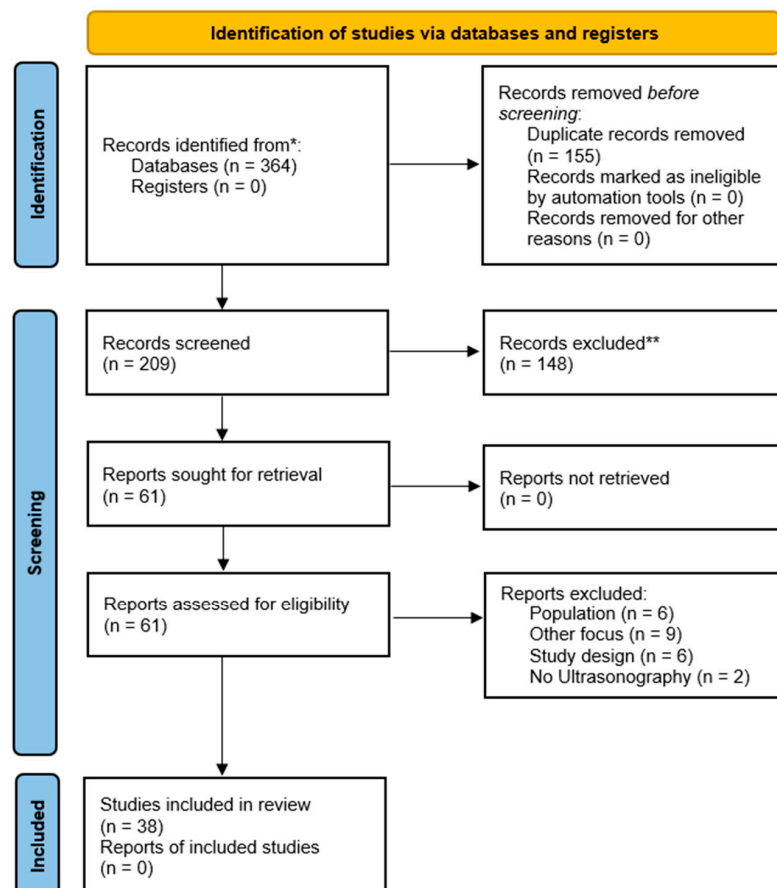 Identification of studies via databases and registers
Identification
Records identified from*:
Databases (n = 364)
Registers (n = 0)
Records removed before
screening:
Duplicate records removed
(n = 155)
Records marked as ineligible
by automation tools (n = 0)
Records removed for other
reasons (n = 0)
Screening
Records screened
(n = 209)
Records excluded**
(n = 148)
Reports sought for retrieval
(n = 61)
Reports not retrieved
(n = 0)
Reports assessed for eligibility
(n = 61)
Reports excluded:
Population (n = 6)
Other focus (n = 9)
Study design (n = 6)
No Ultrasonography (n = 2)
Included
Studies included in review
(n = 38)
Reports of included studies
(n = 0)